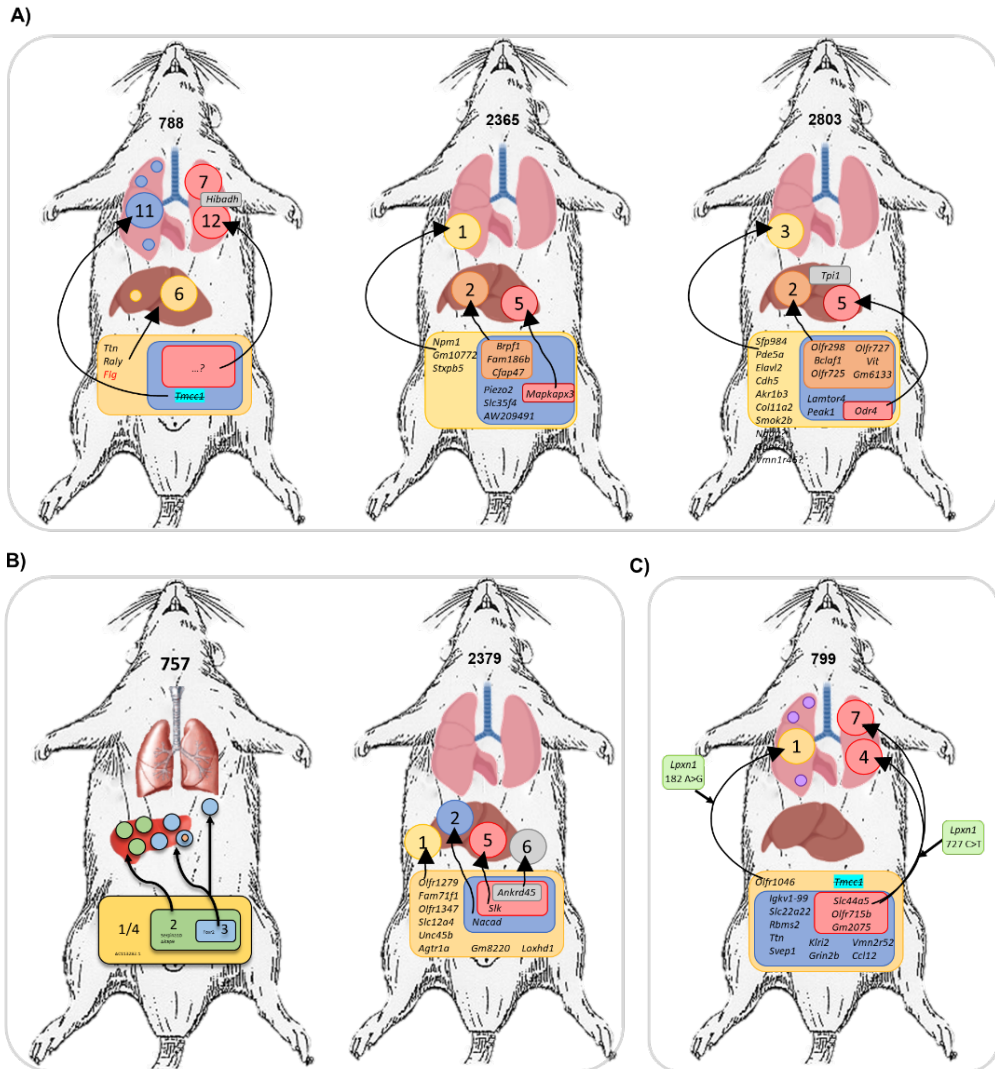 A)
788
7
Hibadh
11
12
6
Ttn
Raly
Flg
...?
Tmcc1
2365
1
2
5
Npm1
Gm10772
Stxpb5
Brpf1
Fam186b
Cfap47
Piezo2
Slc35f4
AW209491
Mapkapx3
2803
3
2
Tpi1
5
Sfp984
Pde5a
Elavl2
Cdh5
Akr1b3
Col11a2
Smok2b
Olfr298
Bclaf1
Olfr725
Olfr727
Vit
Gm6133
Lamtor4
Peak1
Odr4
B)
757
1/4
2
3
2379
2
1
5
6
Olfr1279
Fam71f1
Olfr1347
Slc12a4
Unc45b
Agtr1a
Ankrd45
Slk
Nacad
Gm8220
Loxhd1
C)
799
7
1
4
Lpxn1
182 A>G
Lpxn1
727 C>T
Olfr1046
Tmcc1
Igkv1-99
Slc22a22
Rbms2
Ttn
Svep1
Slc44a5
Olfr715b
Gm2075
Klri2
Grin2b
Vmn2r52
Ccl12